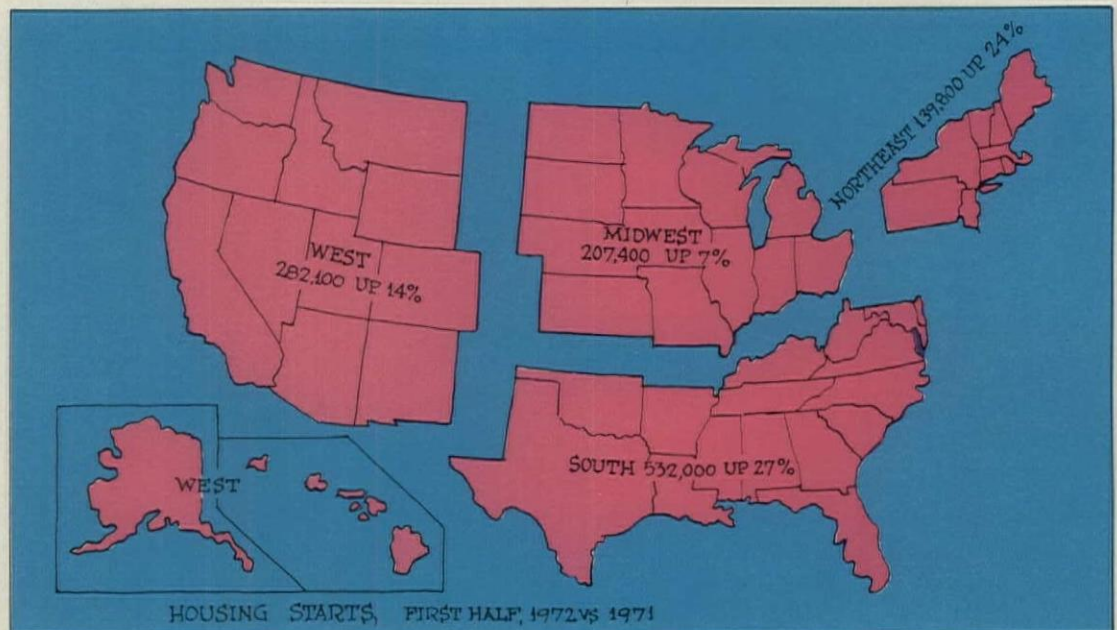 NORTHEAST 139,800 UP 24%
MIDWEST
207,400 UP 7%
WEST
282,100 UP 14%
SOUTH 532,000 UP 27%
WEST
HOUSING STARTS, FIRST HALF, 1972 VS 1971